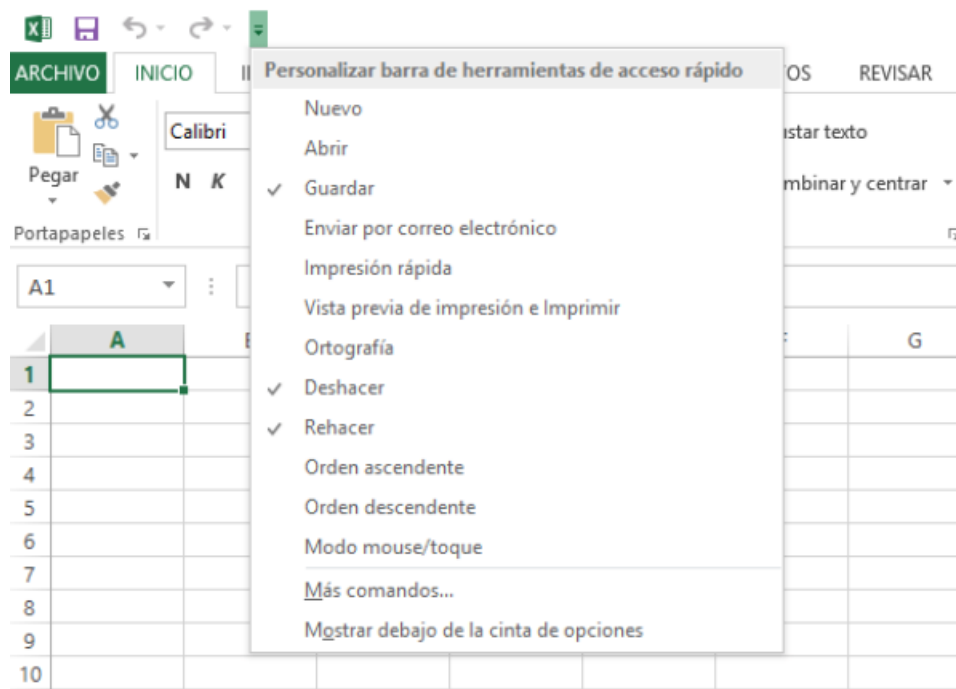 ARCHIVO INICIO
Personalizar barra de herramientas de acceso rápido
REVISAR
Nuevo
Calibri
Abrir
texto
Pegar
N K
Guardar
y centrar
Portapapeles
Enviar por correo electrónico
A1
Impresión rápida
Vista previa de impresión e Imprimir
A
Ortografía
G
1
Deshacer
2
3
Rehacer
4
Orden ascendente
5
Orden descendente
6
Modo mouse/toque
7
8
Más comandos...
9
Mostrar debajo de la cinta de opciones
10